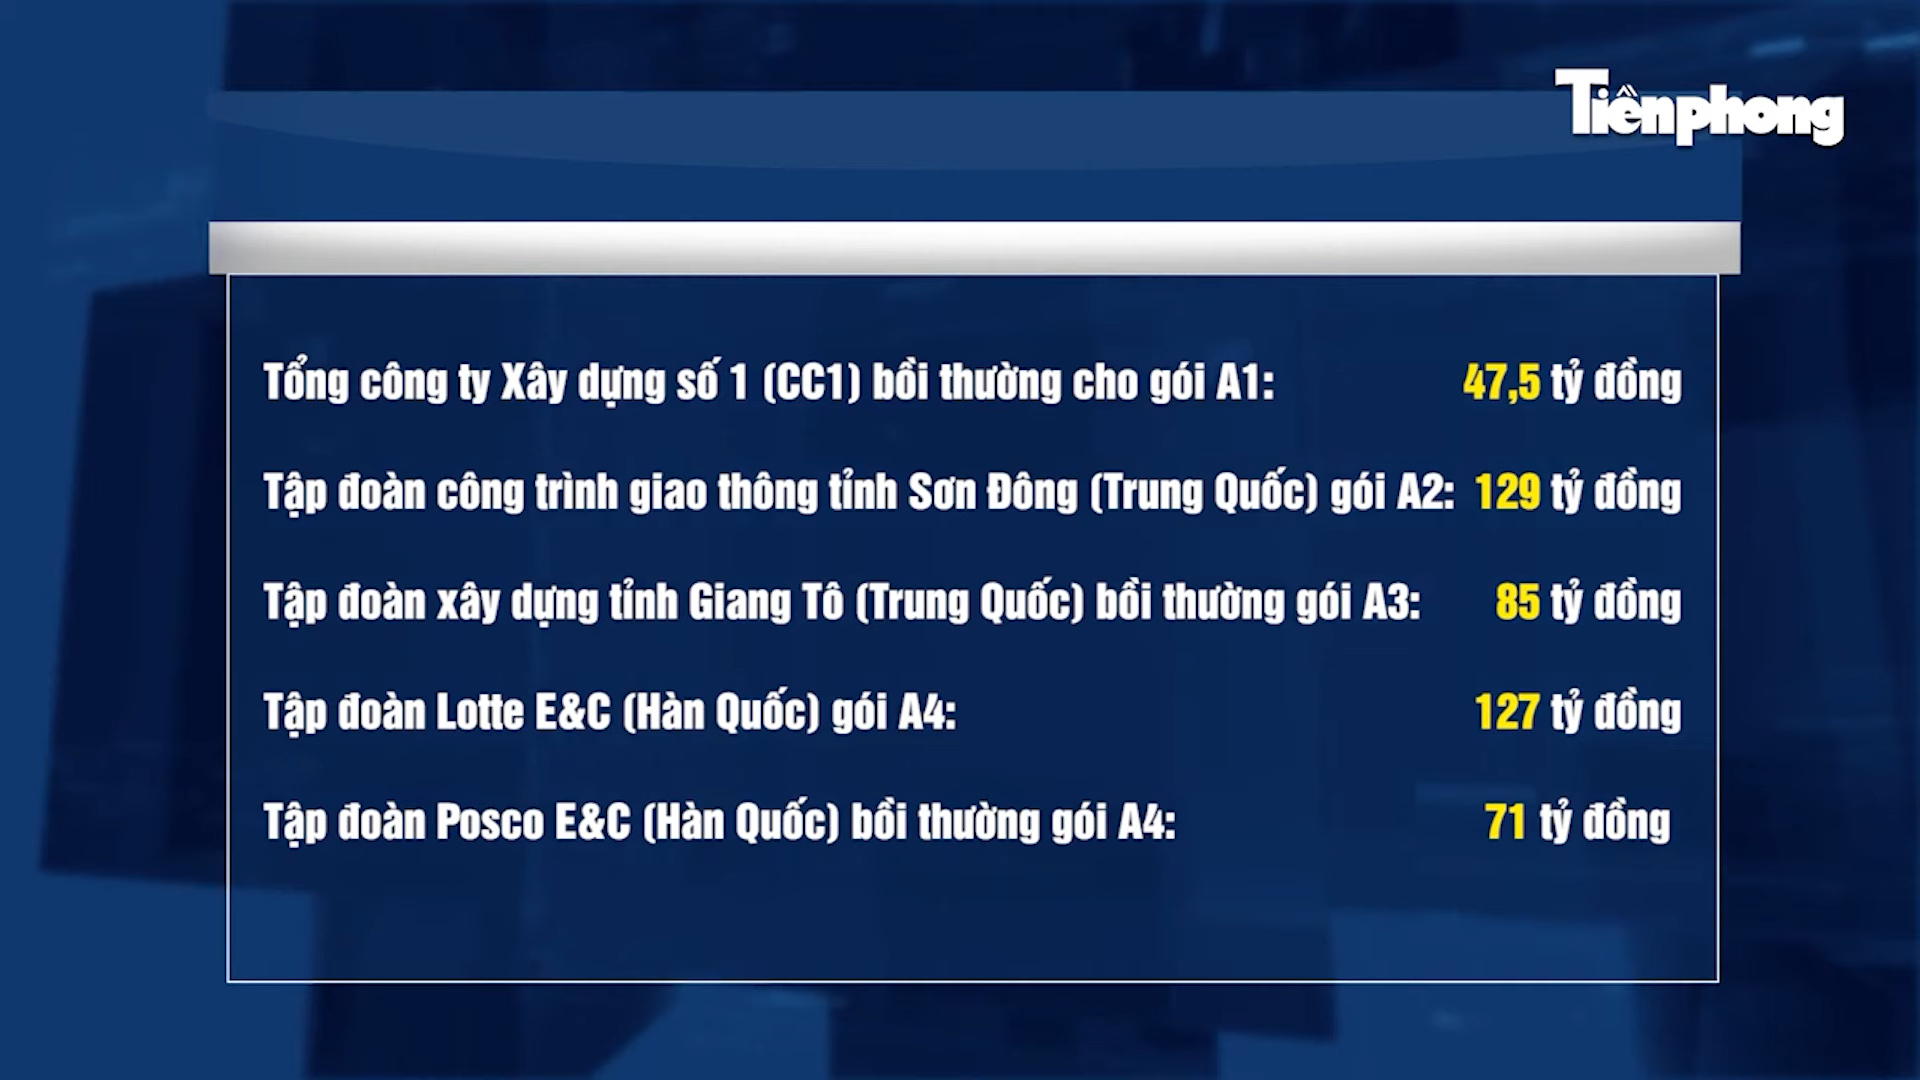 Tiền phong
Tổng công ty Xây dựng số 1 (CC1) bồi thường cho gói A1: 47,5 tỷ đồng
Tập đoàn công trình giao thông tỉnh Sơn Đông (Trung Quốc) gói A2: 129 tỷ đồng
Tập đoàn xây dựng tỉnh Giang Tô (Trung Quốc) bồi thường gói A3: 85 tỷ đồng
Tập đoàn Lotte E&C (Hàn Quốc) gói A4: 127 tỷ đồng
Tập đoàn Posco E&C (Hàn Quốc) bồi thường gói A4: 71 tỷ đồng